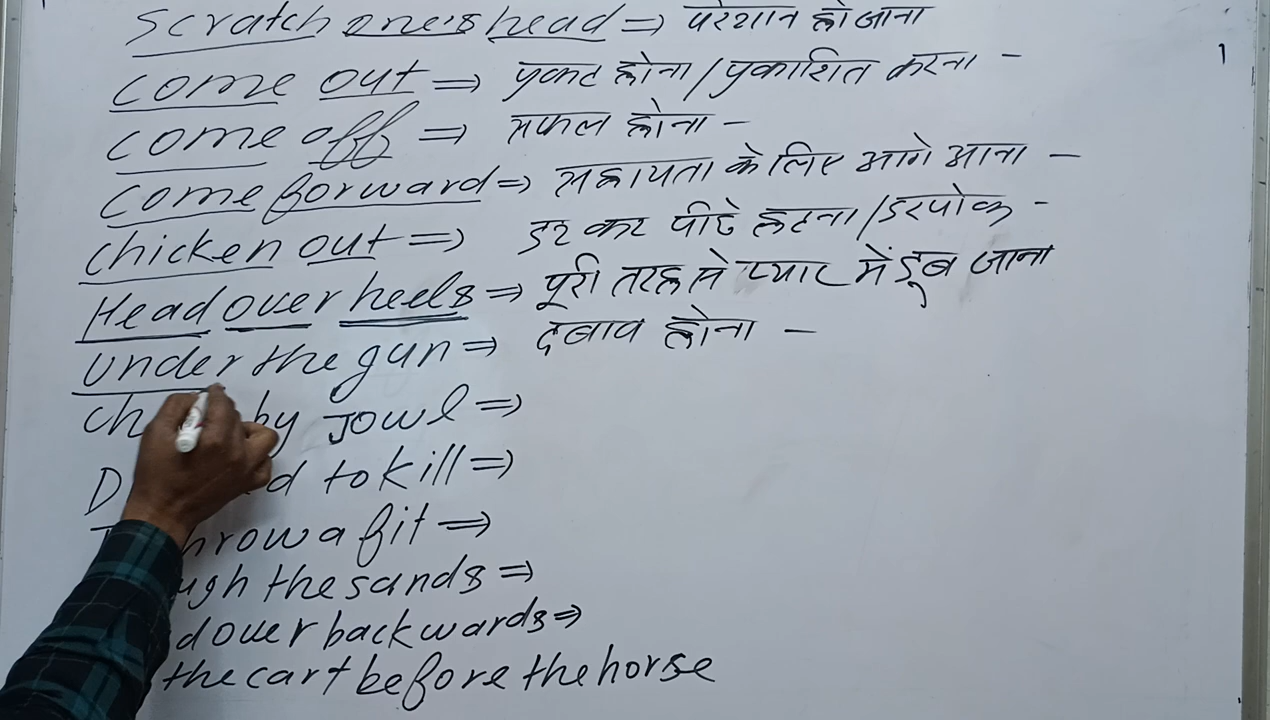 Scratch one's head ⇒ परेशान हो जाना
come out ⇒ प्रकट होना / प्रकाशित करना -
come off ⇒ सफल होना -
come forward ⇒ सहायता के लिए आगे आना -
chicken out ⇒ डर कर पीछे हटना / डरपोक -
Head over heels ⇒ पूरी तरह से प्यार में डूब जाना
under the gun ⇒ दबाव होना -
by Jowl ⇒
to kill ⇒
a fit ⇒
the sands ⇒
over backwards ⇒
the cart before the horse